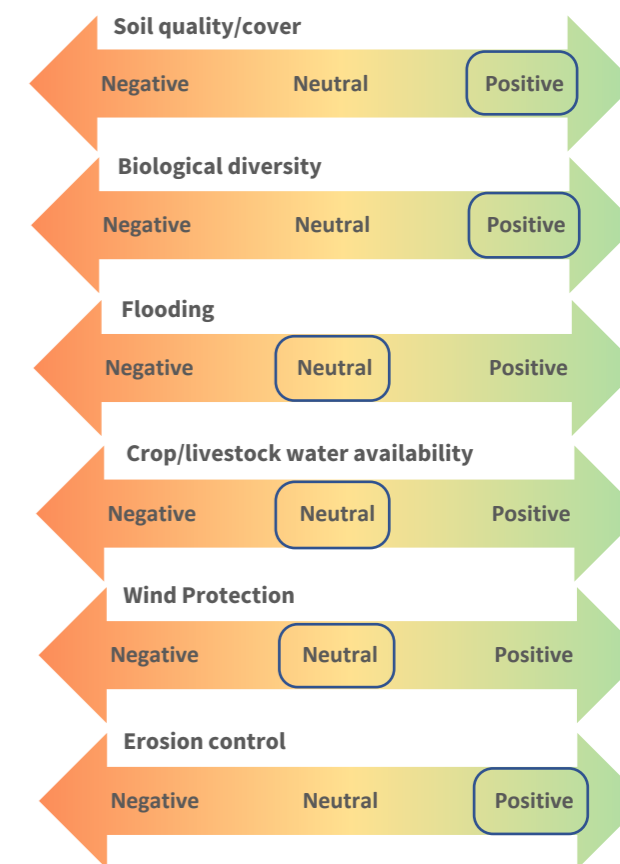 Soil quality/cover
Negative Neutral Positive
Biological diversity
Negative Neutral Positive
Flooding
Negative Neutral Positive
Crop/livestock water availability
Negative Neutral Positive
Wind Protection
Negative Neutral Positive
Erosion control
Negative Neutral Positive